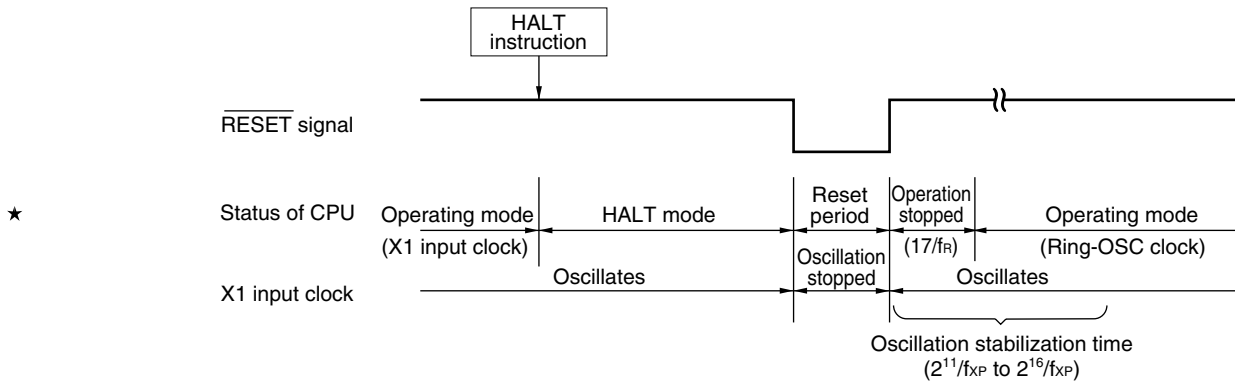 HALT
instruction
RESET signal
★ Status of CPU
Operating mode
(X1 input clock)
HALT mode
Reset
period
Operation
stopped
(17/fR)
Operating mode
(Ring-OSC clock)
X1 input clock
Oscillates
Oscillation
stopped
Oscillates
Oscillation stabilization time
(2¹¹/fXP to 2¹⁶/fXP)